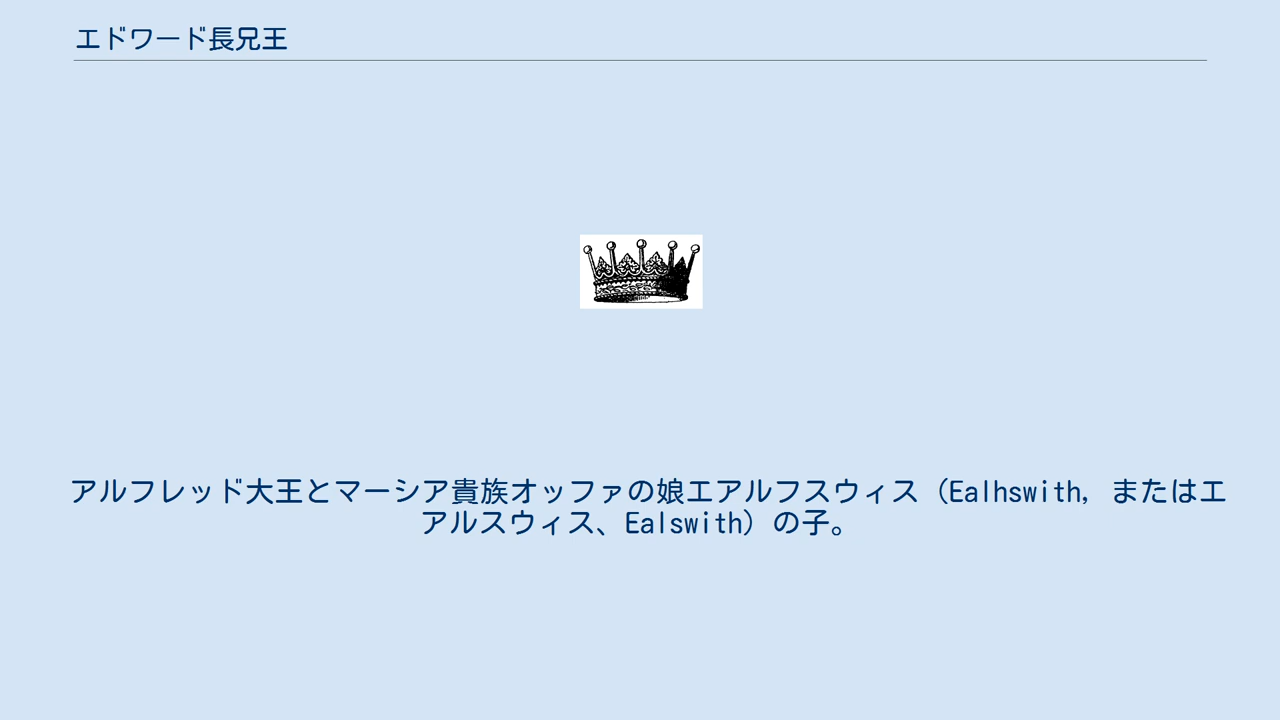 エドワード長兄王
アルフレッド大王とマーシア貴族オッファの娘エアルフスウィス（Ealhswith, またはエ
アルスウィス、Ealswith）の子。